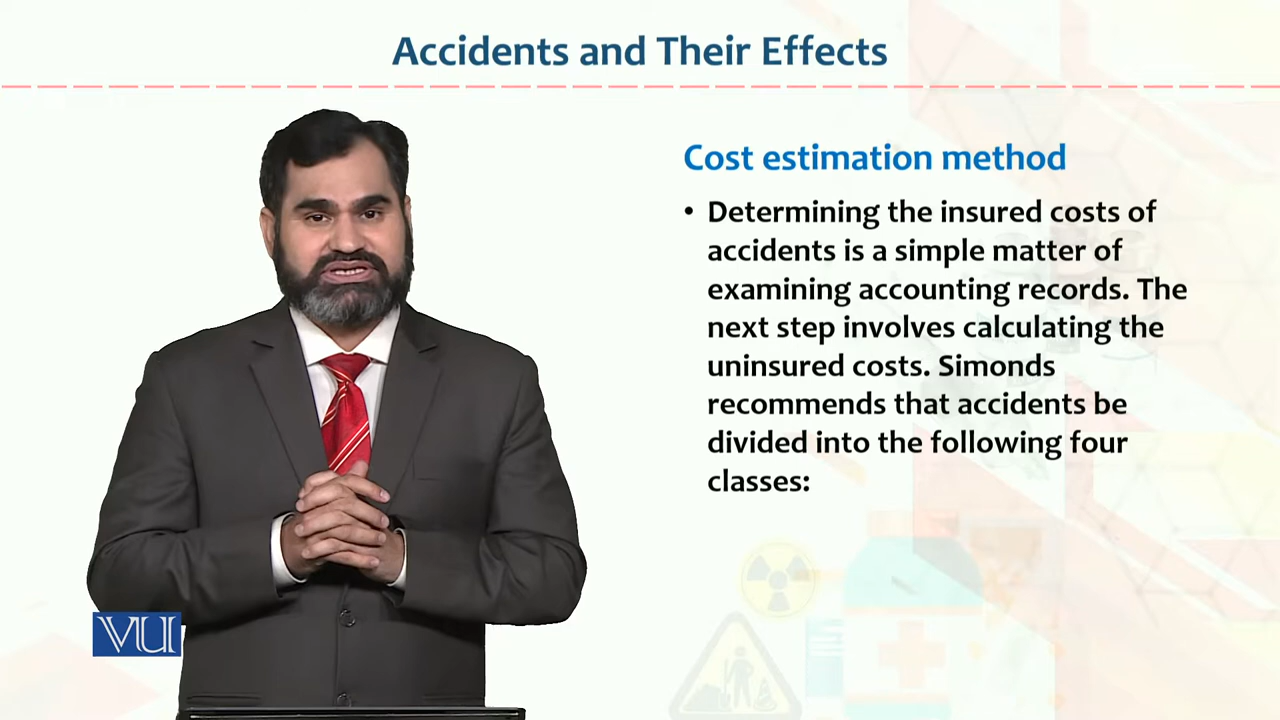 Accidents and Their Effects
Cost estimation method
• Determining the insured costs of
accidents is a simple matter of
examining accounting records. The
next step involves calculating the
uninsured costs. Simonds
recommends that accidents be
divided into the following four
classes:
VU